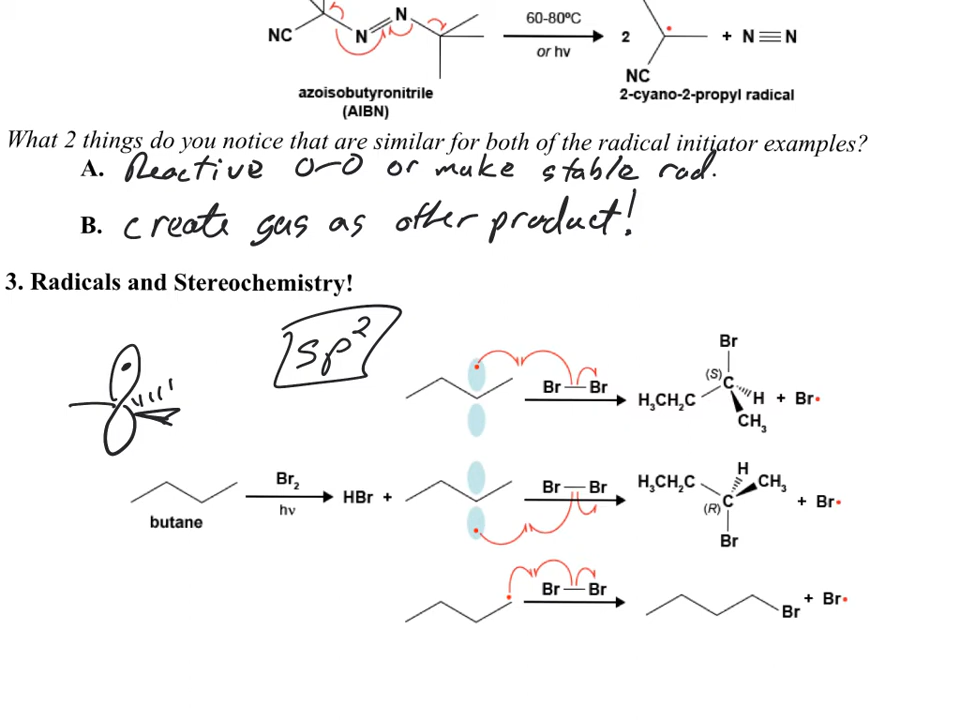 NC
N
N
60-80ºC
or hν
2
+ N≡N
NC
azoisobutyronitrile
(AIBN)
2-cyano-2-propyl radical
What 2 things do you notice that are similar for both of the radical initiator examples?
A. Reactive O-O or make stable rad.
B. create gas as other product!
3. Radicals and Stereochemistry!
sp²
Br—Br
Br
(S)
C
H₃CH₂C
H + Br•
CH₃
butane
Br₂
hν
HBr +
Br—Br
H₃CH₂C
H
CH₃
(R)
C
Br
+ Br•
Br—Br
Br
+ Br•